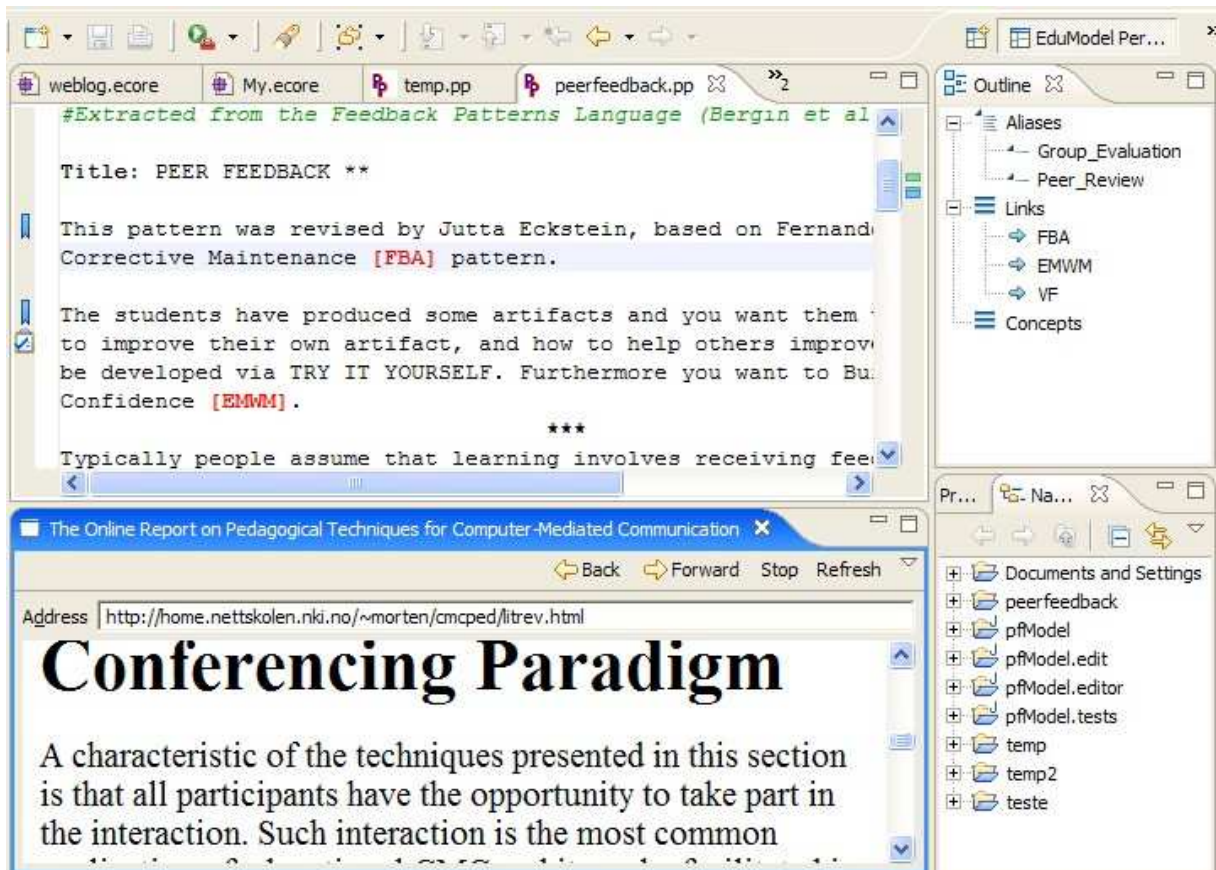 EduModel Per...
weblog.ecore
My.ecore
temp.pp
peerfeedback.pp
2
#Extracted from the Feedback Patterns Language (Bergin et al
Title: PEER FEEDBACK **
This pattern was revised by Jutta Eckstein, based on Fernand
Corrective Maintenance [FBA] pattern.
The students have produced some artifacts and you want them
to improve their own artifact, and how to help others improv
be developed via TRY IT YOURSELF. Furthermore you want to Bu
Confidence [EMWM].
***
Typically people assume that learning involves receiving fee
Outline
Aliases
Group_Evaluation
Peer_Review
Links
FBA
EMWM
VF
Concepts
The Online Report on Pedagogical Techniques for Computer-Mediated Communication
Back Forward Stop Refresh
Address http://home.nettskolen.nki.no/~morten/cmcped/litrev.html
Conferencing Paradigm
A characteristic of the techniques presented in this section
is that all participants have the opportunity to take part in
the interaction. Such interaction is the most common
Pr...
Na...
Documents and Settings
peerfeedback
pfModel
pfModel.edit
pfModel.editor
pfModel.tests
temp
temp2
teste